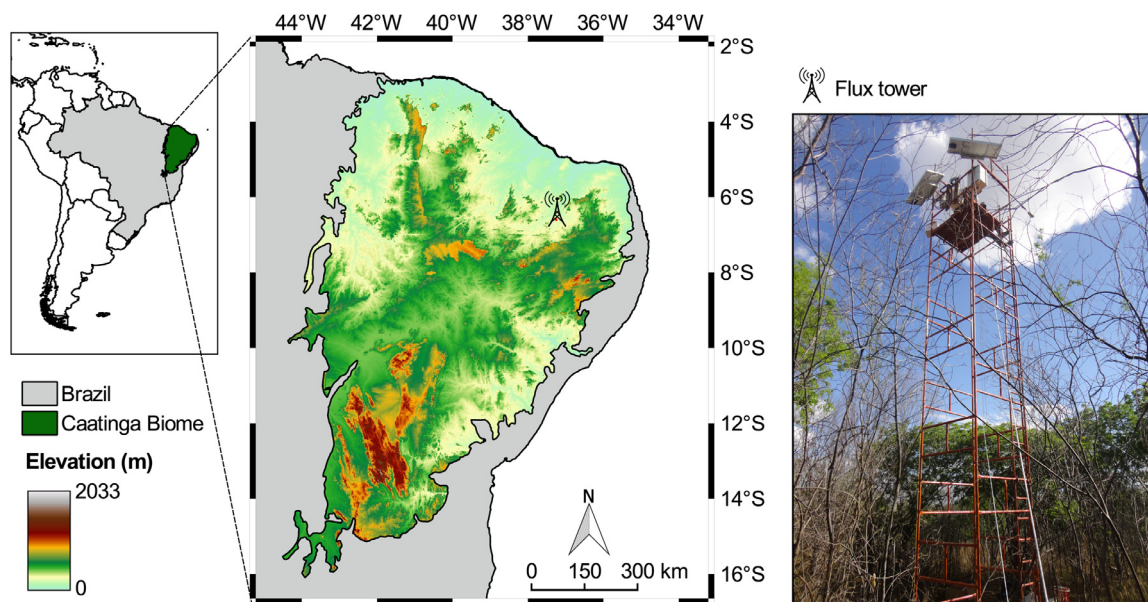 44°W 42°W 40°W 38°W 36°W 34°W
2°S
4°S
6°S
8°S
10°S
12°S
14°S
16°S
Brazil
Caatinga Biome
Elevation (m)
2033
0
N
0 150 300 km
Flux tower